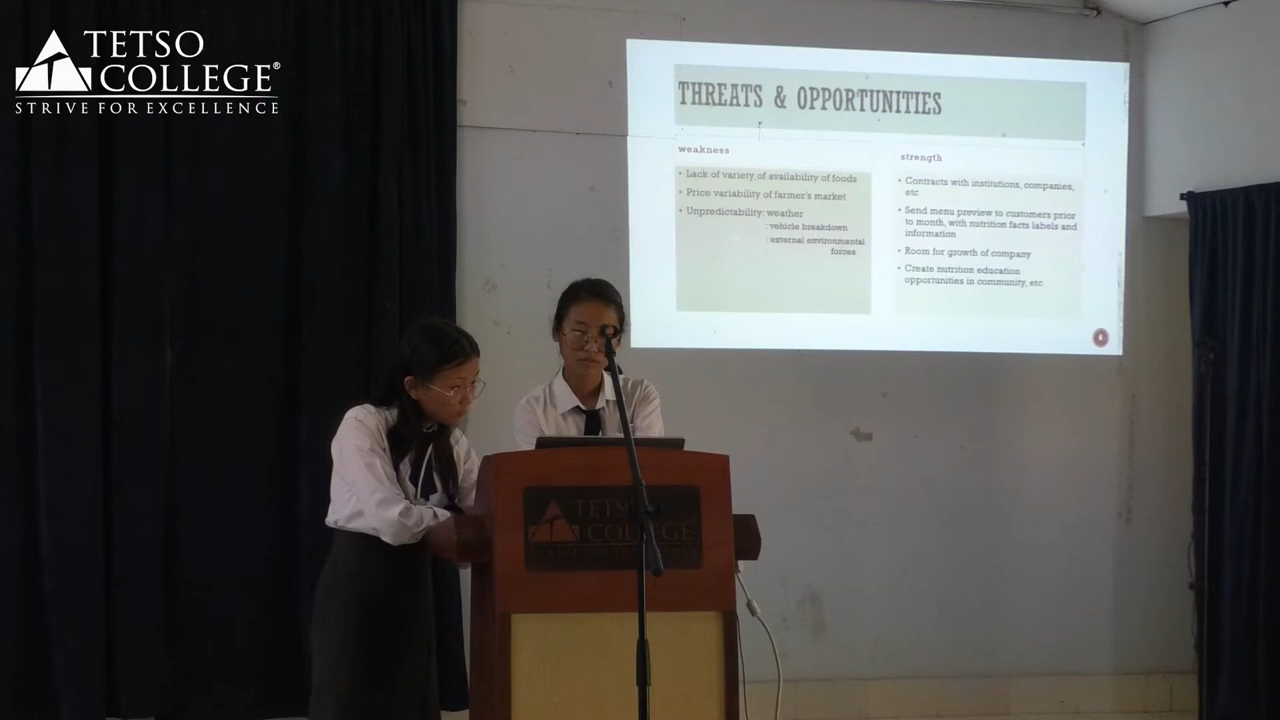 TETSO
COLLEGE®
STRIVE FOR EXCELLENCE
THREATS & OPPORTUNITIES
weakness
• Lack of variety of availability of foods
• Price variability of farmer's market
• Unpredictability: weather
: vehicle breakdown
: external environmental
forces
strength
• Contracts with institutions, companies,
etc
• Send menu preview to customers prior
to month, with nutrition facts labels and
information
• Room for growth of company
• Create nutrition education
opportunities in community, etc
TETSO
COLLEGE